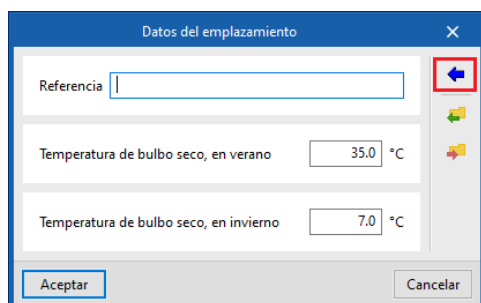 Datos del emplazamiento
Referencia
Temperatura de bulbo seco, en verano 35.0 °C
Temperatura de bulbo seco, en invierno 7.0 °C
Aceptar Cancelar